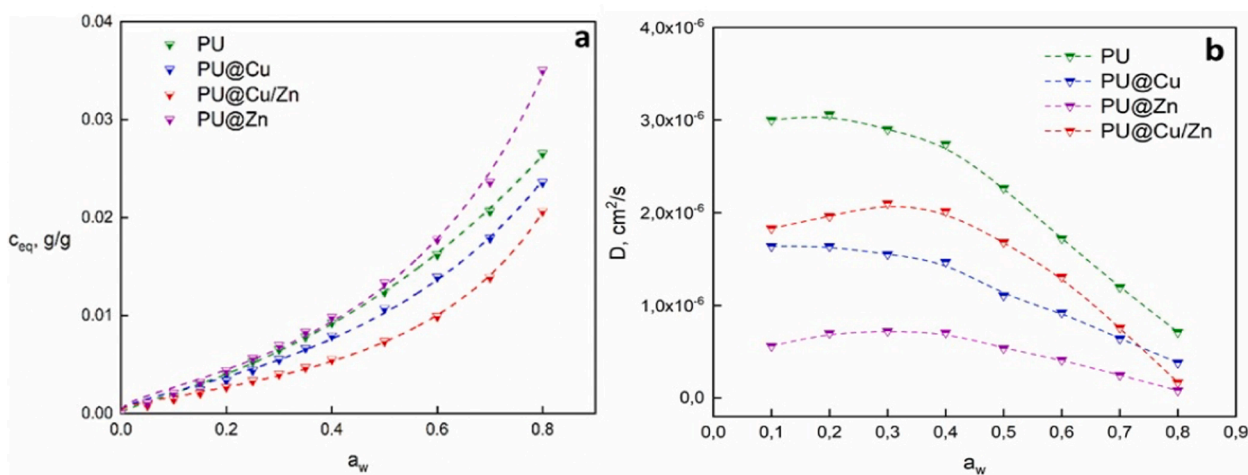 a
PU
PU@Cu
PU@Cu/Zn
PU@Zn
0.04
0.03
0.02
0.01
0.00
c_eq, g/g
0.0 0.2 0.4 0.6 0.8
a_w
b
PU
PU@Cu
PU@Zn
PU@Cu/Zn
4,0x10⁻⁶
3,0x10⁻⁶
2,0x10⁻⁶
1,0x10⁻⁶
0,0
D, cm²/s
0,0 0,1 0,2 0,3 0,4 0,5 0,6 0,7 0,8 0,9
a_w